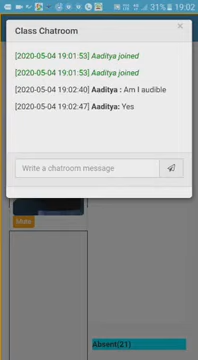 31% 19:02
Class Chatroom
×
[2020-05-04 19:01:53] Aaditya joined
[2020-05-04 19:01:53] Aaditya joined
[2020-05-04 19:02:40] Aaditya : Am I audible
[2020-05-04 19:02:47] Aaditya: Yes
Write a chatroom message
Absent(21)